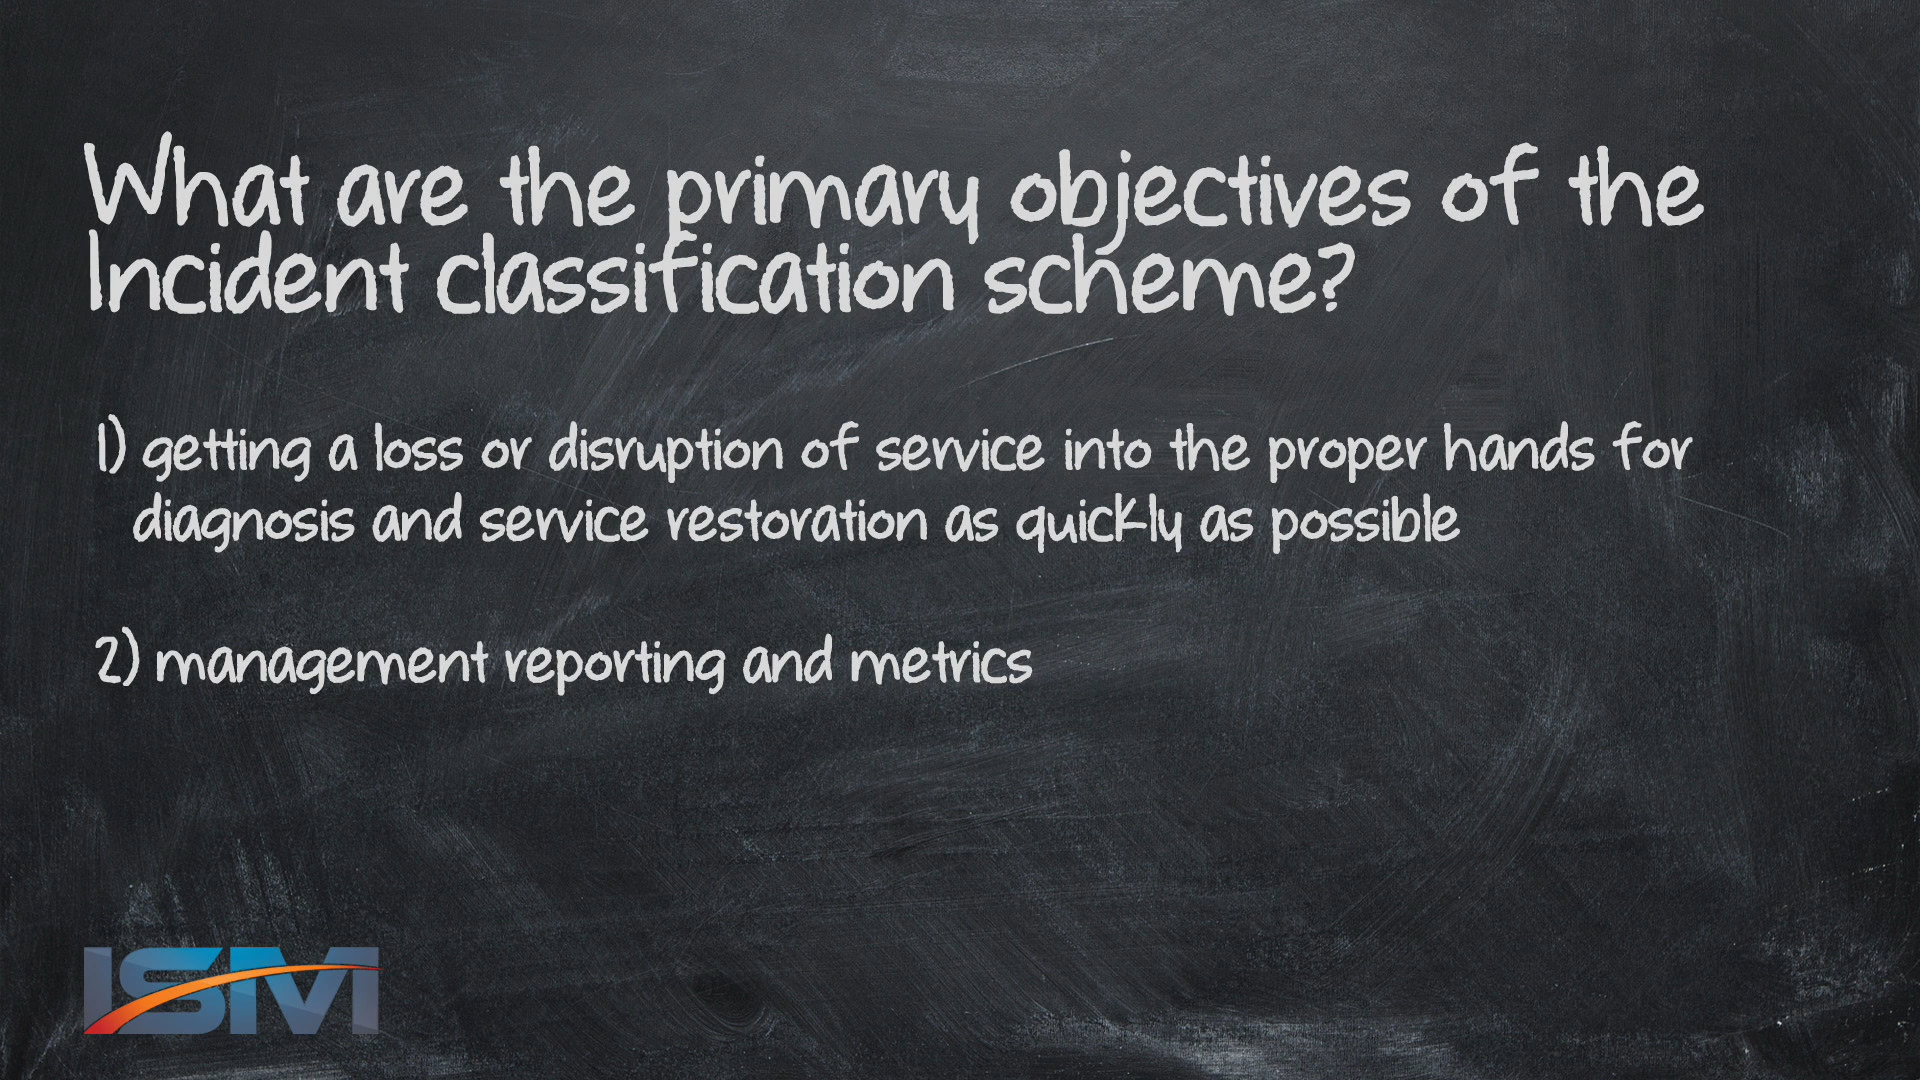 What are the primary objectives of the
Incident classification scheme?
1) getting a loss or disruption of service into the proper hands for
diagnosis and service restoration as quickly as possible
2) management reporting and metrics
ISM